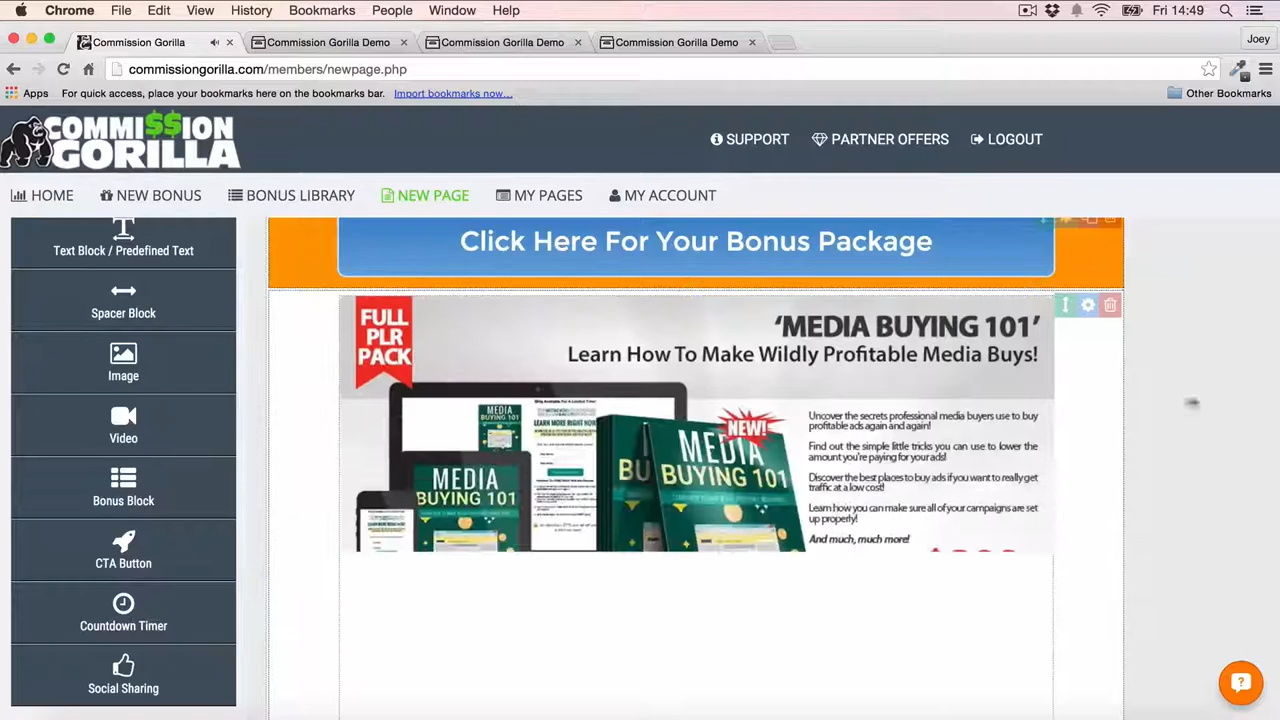 Chrome File Edit View History Bookmarks People Window Help Fri 14:49
Commission Gorilla Commission Gorilla Demo Commission Gorilla Demo Commission Gorilla Demo Joey
commissiongorilla.com/members/newpage.php
Apps For quick access, place your bookmarks here on the bookmarks bar. Import bookmarks now... Other Bookmarks
COMMI$$ION
GORILLA
SUPPORT PARTNER OFFERS LOGOUT
HOME NEW BONUS BONUS LIBRARY NEW PAGE MY PAGES MY ACCOUNT
Text Block / Predefined Text
Spacer Block
Image
Video
Bonus Block
CTA Button
Countdown Timer
Social Sharing
Click Here For Your Bonus Package
FULL
PLR
PACK
‘MEDIA BUYING 101’
Learn How To Make Wildly Profitable Media Buys!
Uncover the secrets professional media buyers use to buy
profitable ads again and again!
Find out the simple little tricks you can use to lower the
amount you're paying for your ads!
Discover the best places to buy ads if you want to really get
traffic at a low cost!
Learn how you can make sure all of your campaigns are set
up properly!
And much, much more!
NEW!
MEDIA
BUYING 101
MEDIA
BUYING 101
MEDIA
BUYING 101
BU